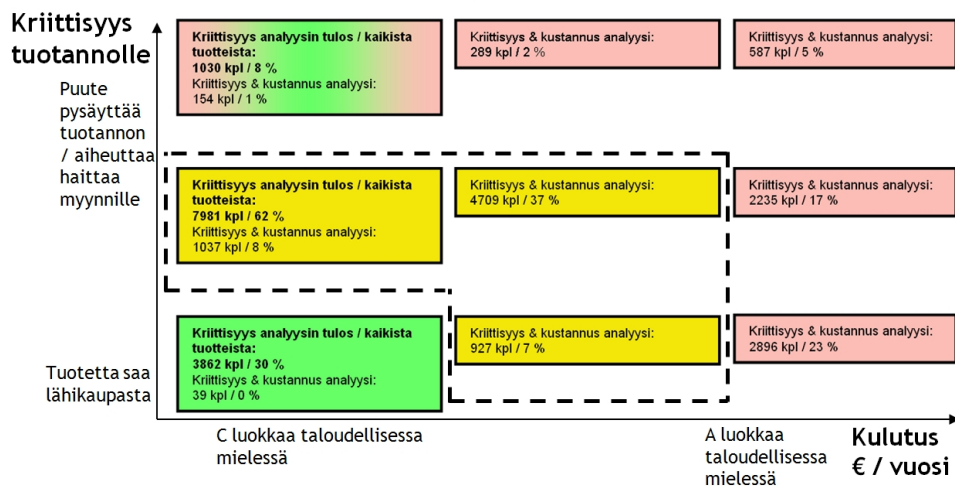 Kriittisyys
tuotannolle
Puute
pysäyttää
tuotannon
/ aiheuttaa
haittaa
myynnille
Tuotetta saa
lähikaupasta
Kriittisyys analyysin tulos / kaikista
tuotteista:
1030 kpl / 8 %
Kriittisyys & kustannus analyysi:
154 kpl / 1 %
Kriittisyys & kustannus analyysi:
289 kpl / 2 %
Kriittisyys & kustannus analyysi:
587 kpl / 5 %
Kriittisyys analyysin tulos / kaikista
tuotteista:
7981 kpl / 62 %
Kriittisyys & kustannus analyysi:
1037 kpl / 8 %
Kriittisyys & kustannus analyysi:
4709 kpl / 37 %
Kriittisyys & kustannus analyysi:
2235 kpl / 17 %
Kriittisyys analyysin tulos / kaikista
tuotteista:
3862 kpl / 30 %
Kriittisyys & kustannus analyysi:
39 kpl / 0 %
Kriittisyys & kustannus analyysi:
927 kpl / 7 %
Kriittisyys & kustannus analyysi:
2896 kpl / 23 %
C luokkaa taloudellisessa
mielessä
A luokkaa
taloudellisessa
mielessä
Kulutus
€ / vuosi